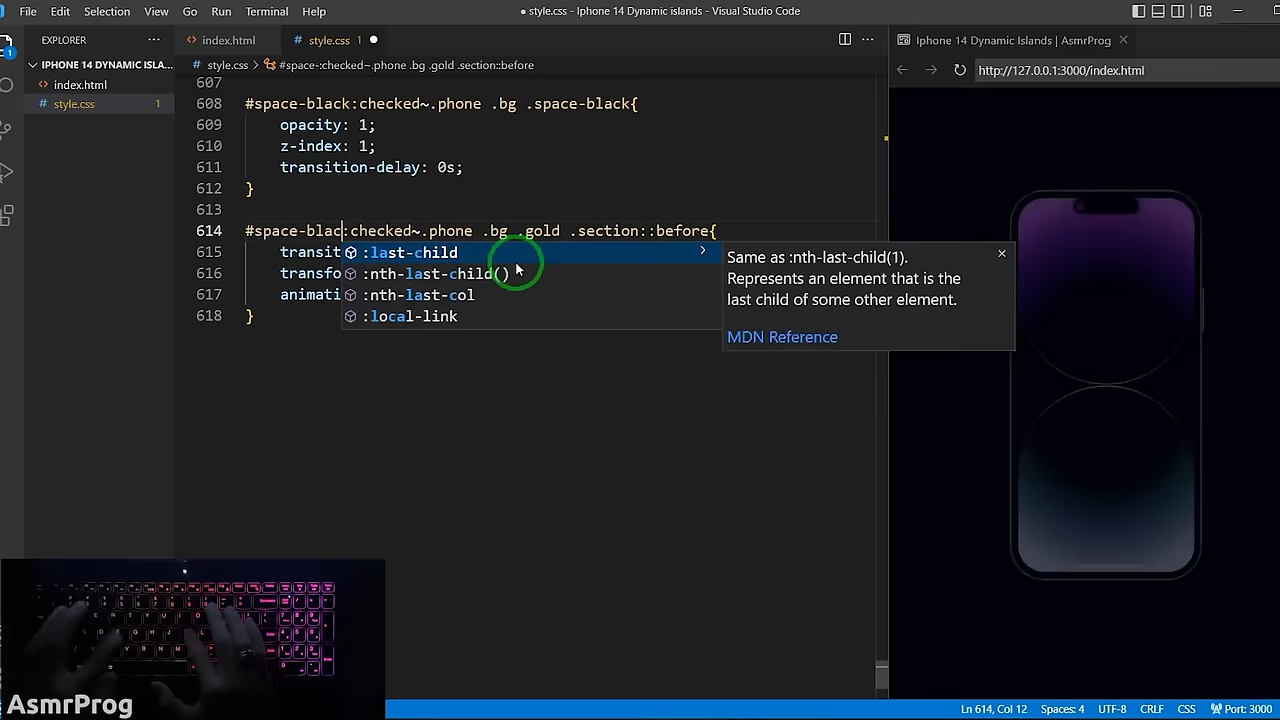 File Edit Selection View Go Run Terminal Help
● style.css - Iphone 14 Dynamic islands - Visual Studio Code
EXPLORER ···
1
IPHONE 14 DYNAMIC ISLA...
<> index.html
# style.css 1
<> index.html
# style.css 1 ●
# style.css > #space-:checked~.phone .bg .gold .section::before
607
608 #space-black:checked~.phone .bg .space-black{
609 opacity: 1;
610 z-index: 1;
611 transition-delay: 0s;
612 }
613
614 #space-blac:checked~.phone .bg .gold .section::before{
615 transit
616 transfo
617 animati
618 }
:last-child
:nth-last-child()
:nth-last-col
:local-link
Same as :nth-last-child(1).
Represents an element that is the
last child of some other element.
MDN Reference
Iphone 14 Dynamic Islands | AsmrProg
http://127.0.0.1:3000/index.html
AsmrProg
Ln 614, Col 12 Spaces: 4 UTF-8 CRLF CSS Port: 3000